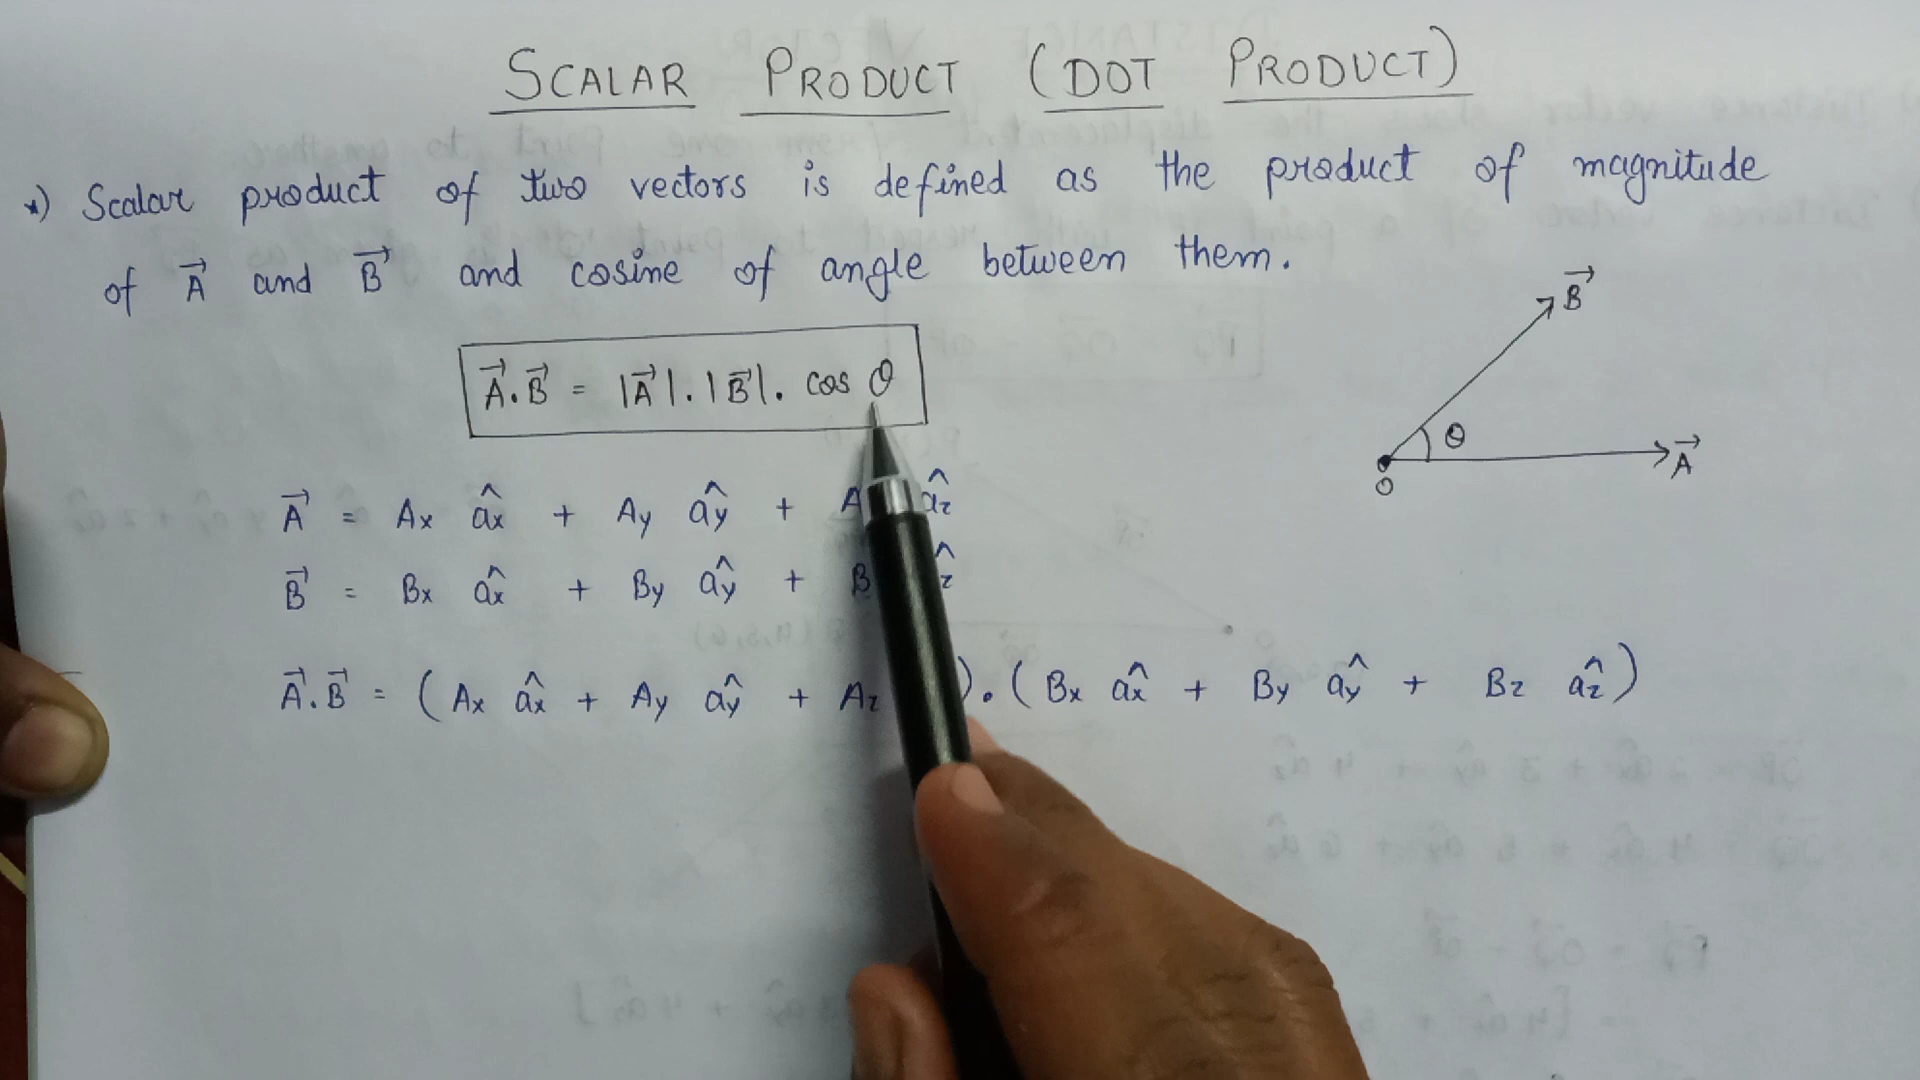 SCALAR PRODUCT (DOT PRODUCT)
*) Scalar product of two vectors is defined as the product of magnitude
of A⃗ and B⃗ and cosine of angle between them.
A⃗.B⃗ = |A⃗|.|B⃗|. cos θ
B⃗
θ
A⃗
O
A⃗ = Ax âx + Ay ây + A âz
B⃗ = Bx âx + By ây + B z
A⃗.B⃗ = (Ax âx + Ay ây + Az ).(Bx âx + By ây + Bz âz)